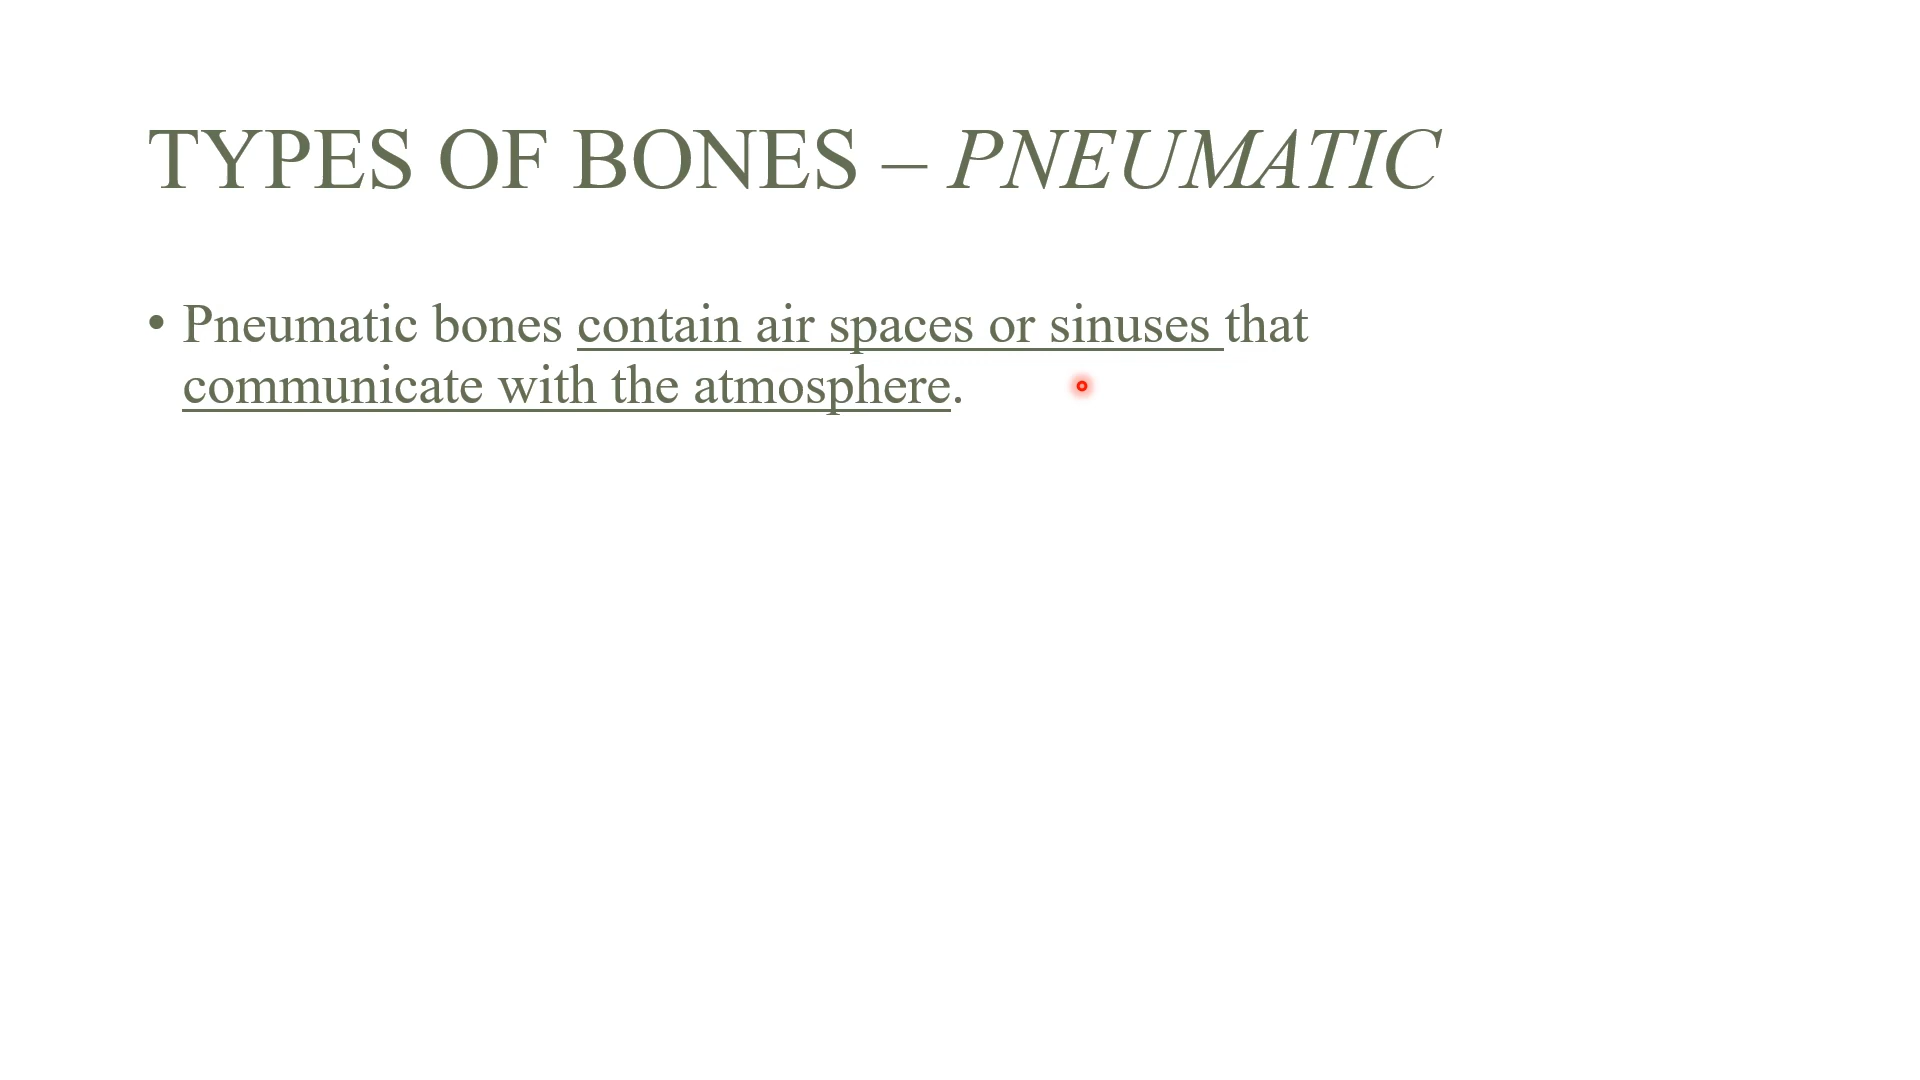 TYPES OF BONES – PNEUMATIC
• Pneumatic bones contain air spaces or sinuses that
communicate with the atmosphere.